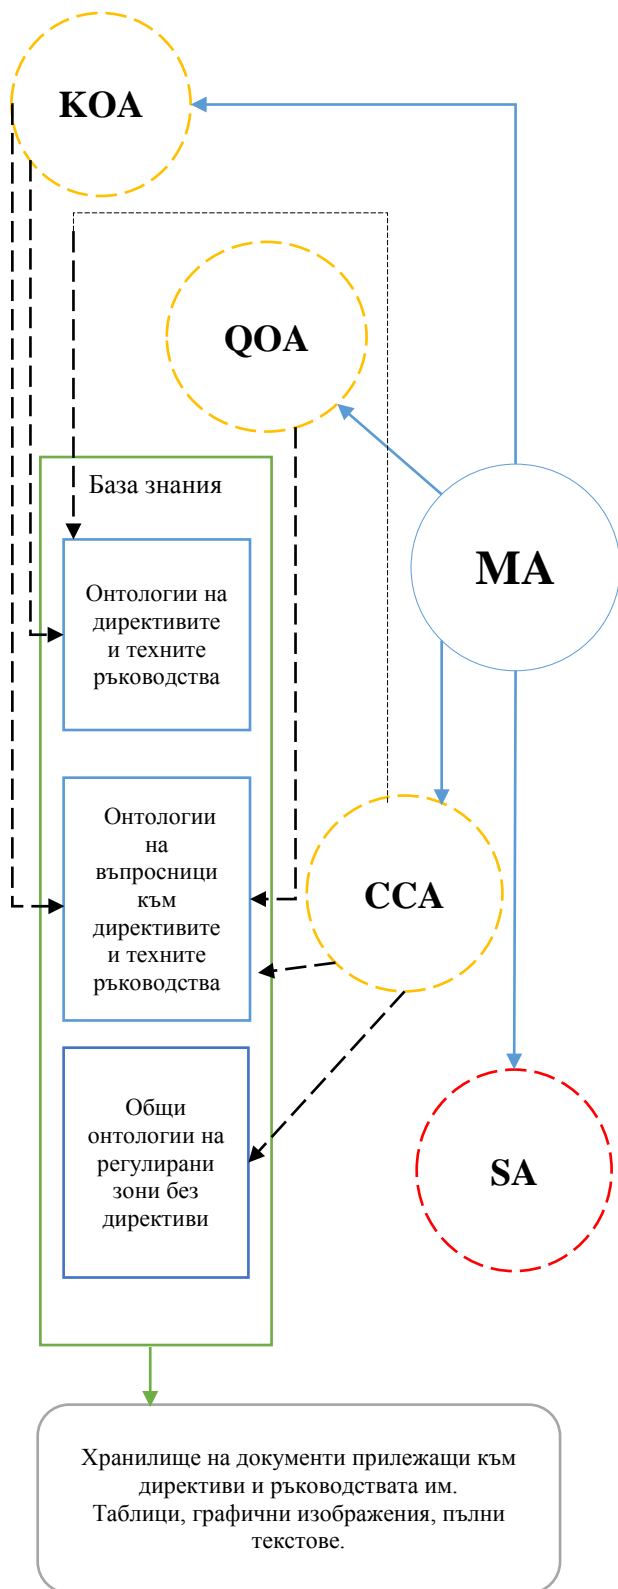 KOA
QOA
База знания
MA
Онтологии на
директивите
и техните
ръководства
Онтологии
на
въпросници
към
директивите
и техните
ръководства
CCA
Общи
онтологии на
регулирани
зони без
директиви
SA
Хранилище на документи прилежащи към
директиви и ръководствата им.
Таблици, графични изображения, пълни
текстове.